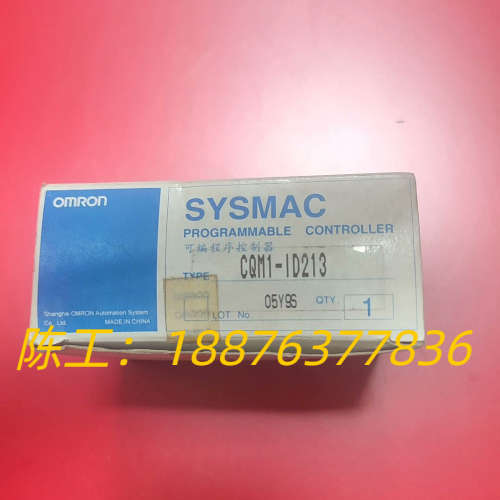 OMRON
SYSMAC
PROGRAMMABLE CONTROLLER
可编程序控制器
TYPE CQM1-ID213
LOT. No. 05Y9S QTY. 1
Shanghai OMRON Automation System
Co., Ltd. MADE IN CHINA
陈工：18876377836